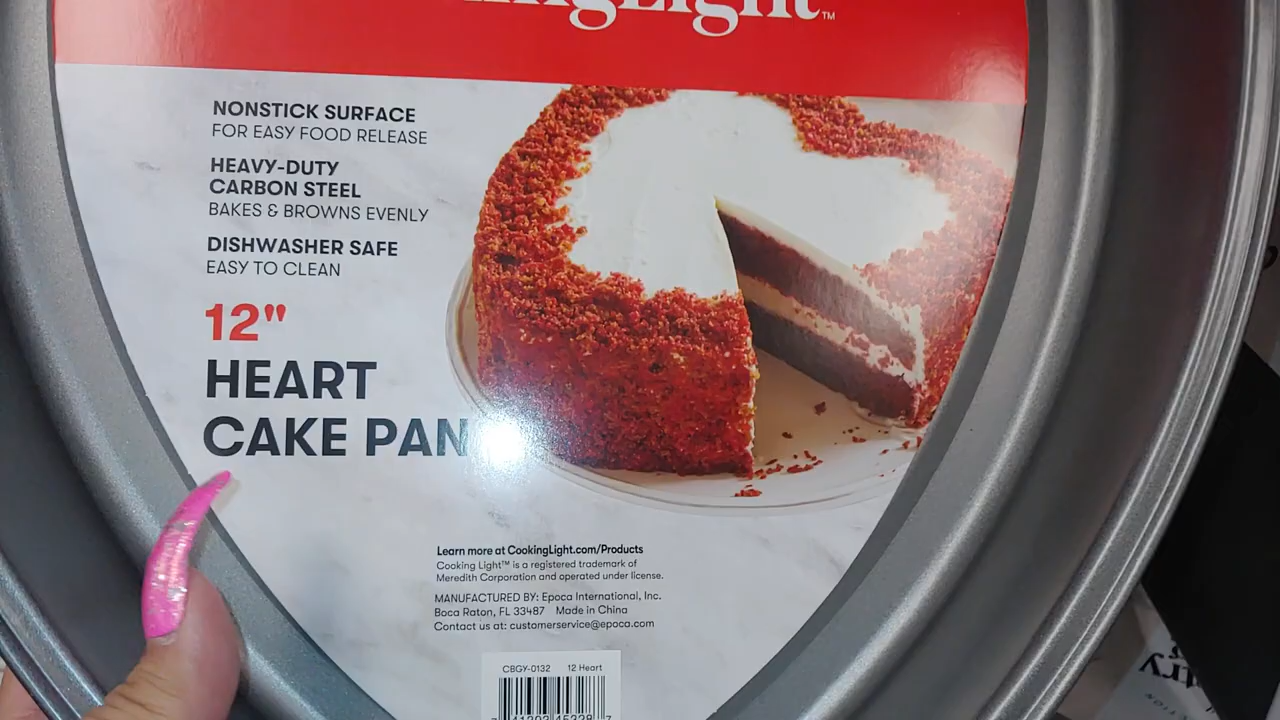 NONSTICK SURFACE
FOR EASY FOOD RELEASE
HEAVY-DUTY
CARBON STEEL
BAKES & BROWNS EVENLY
DISHWASHER SAFE
EASY TO CLEAN
12"
HEART
CAKE PAN
Learn more at CookingLight.com/Products
Cooking Light™ is a registered trademark of
Meredith Corporation and operated under license.
MANUFACTURED BY: Epoca International, Inc.
Boca Raton, FL 33487 Made in China
Contact us at: customerservice@epoca.com
CBGY-0132 12 Heart